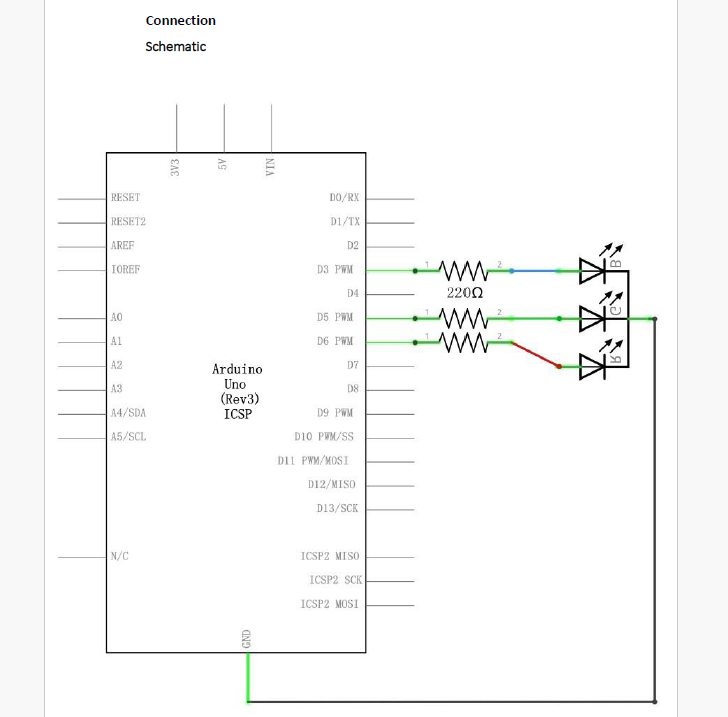 Connection
Schematic
3V3
5V
VIN
RESET
RESET2
AREF
IOREF
A0
A1
A2
A3
A4/SDA
A5/SCL
N/C
Arduino
Uno
(Rev3)
ICSP
D0/RX
D1/TX
D2
D3 PWM
D4
D5 PWM
D6 PWM
D7
D8
D9 PWM
D10 PWM/SS
D11 PWM/MOSI
D12/MISO
D13/SCK
ICSP2 MISO
ICSP2 SCK
ICSP2 MOSI
GND
1 2
220Ω
1 2
1 2
B
G
R